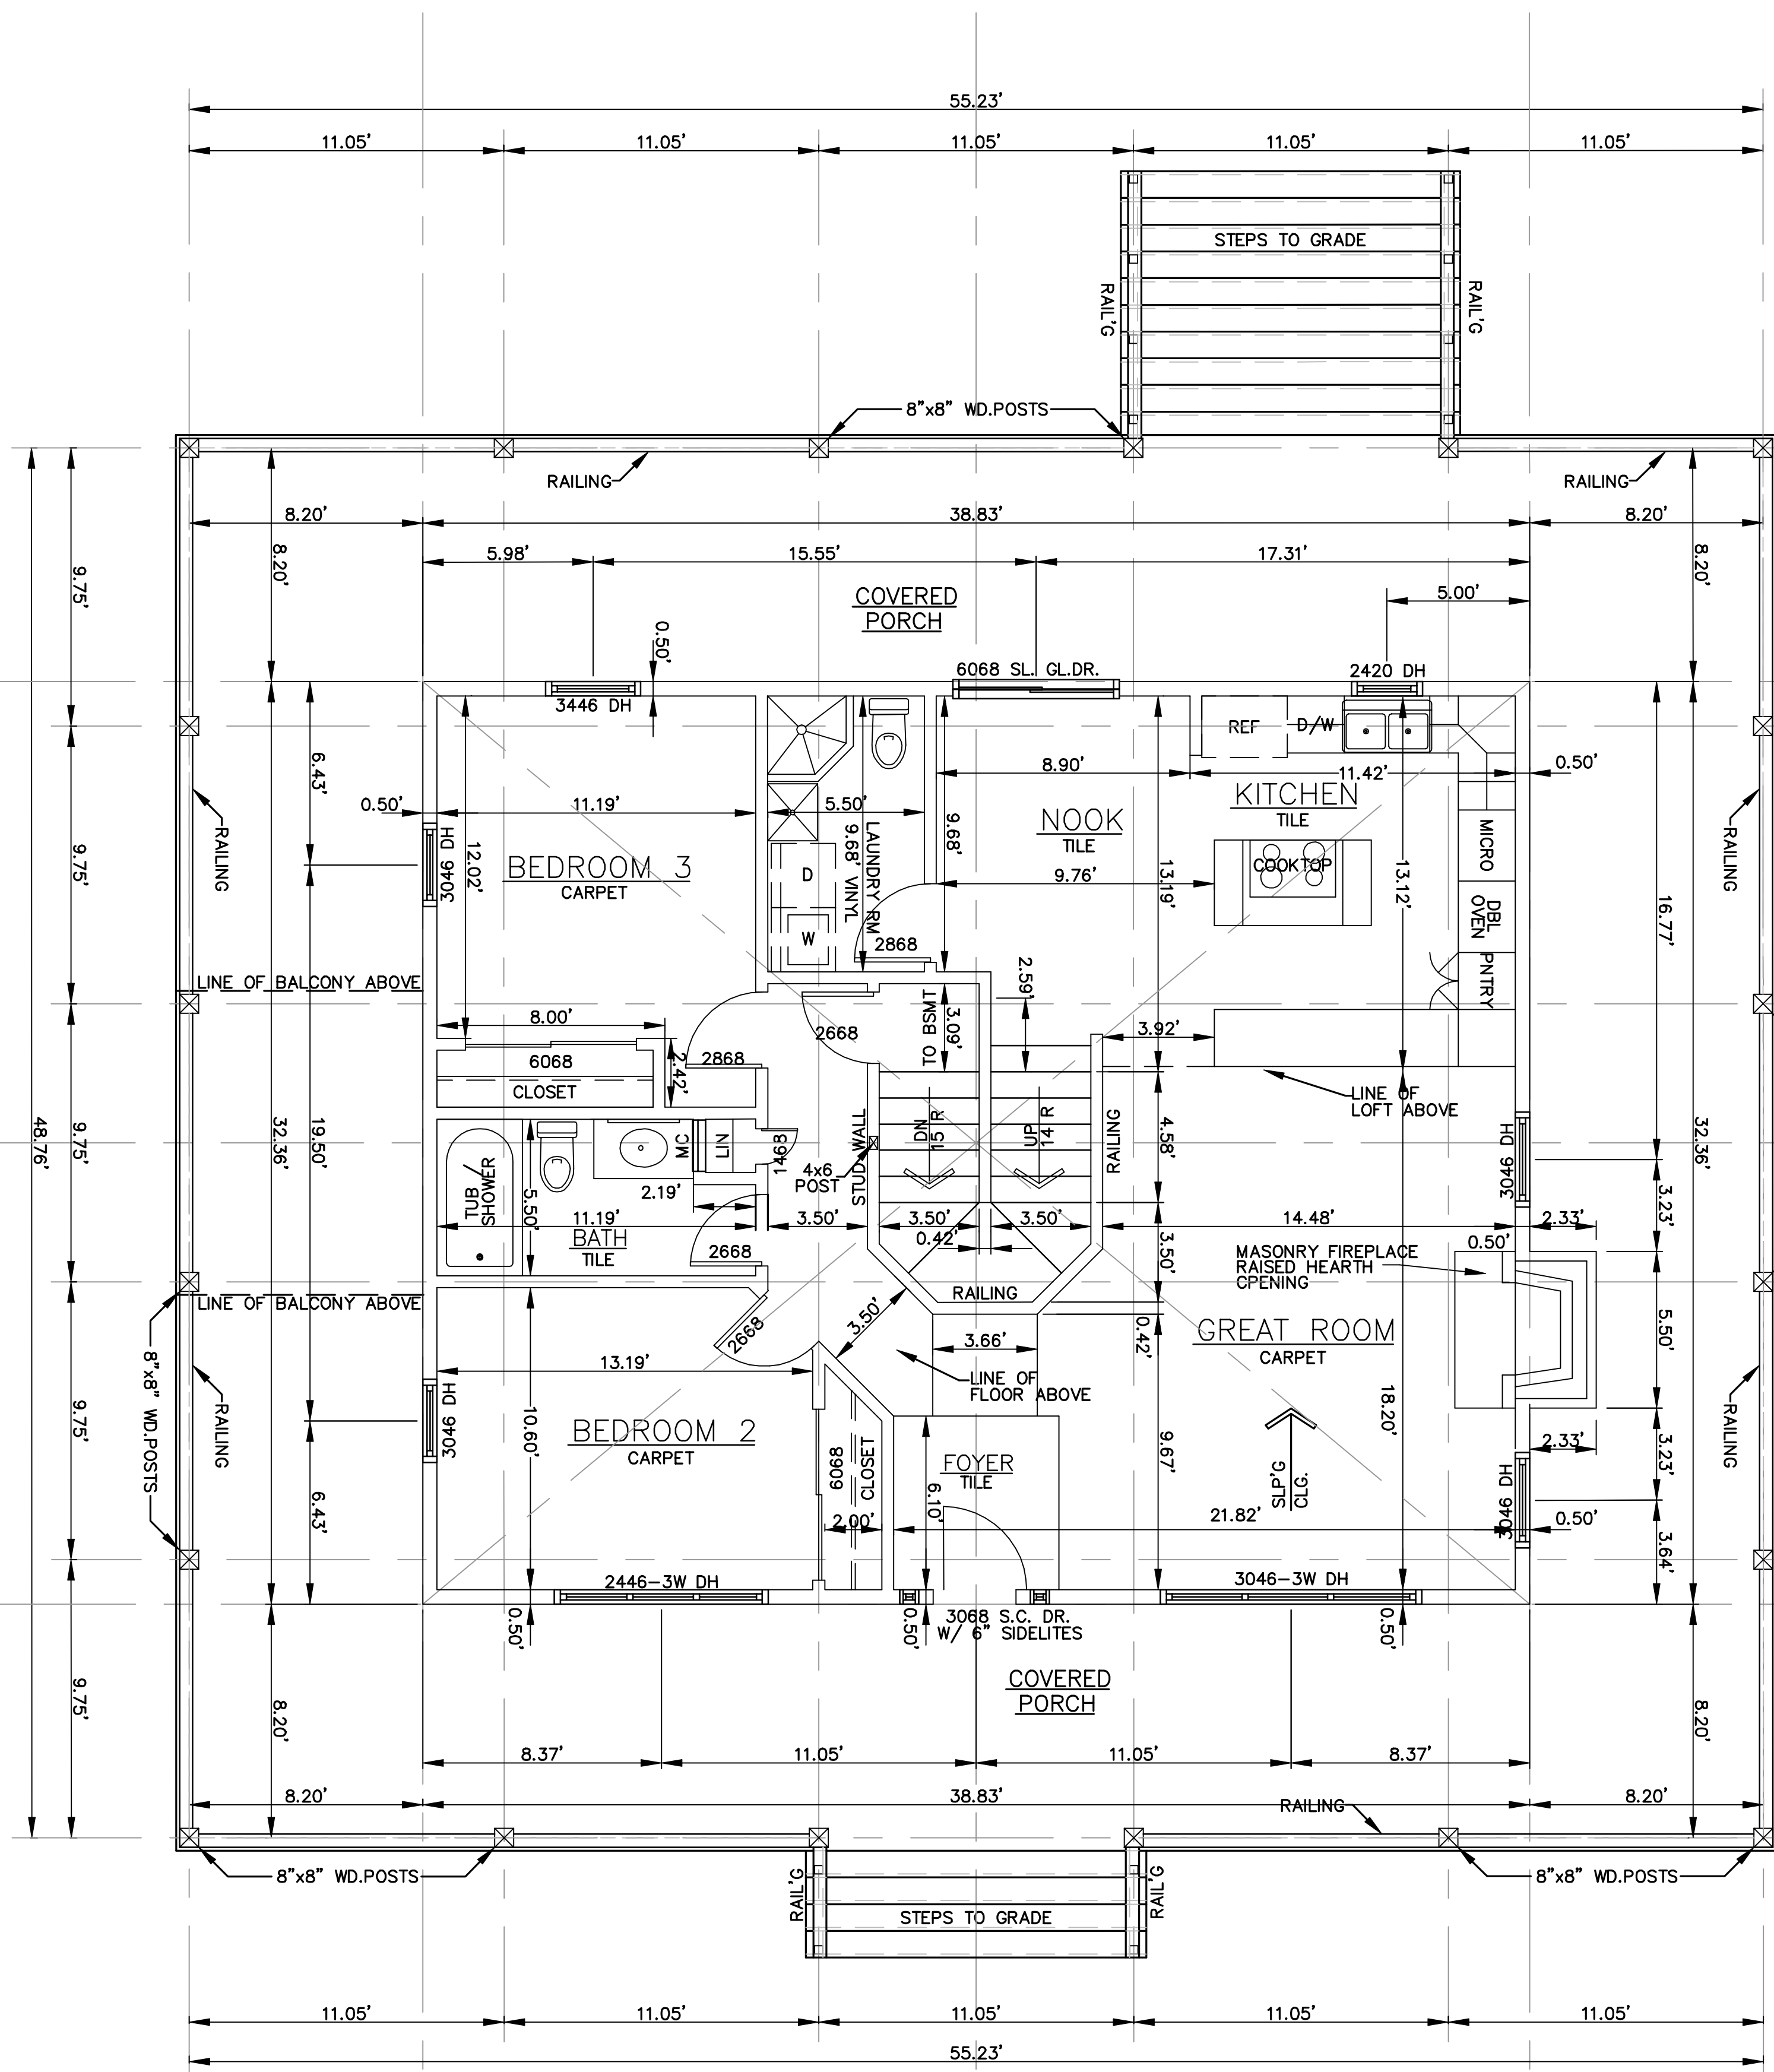 55.23'
11.05'
11.05'
11.05'
11.05'
11.05'
STEPS TO GRADE
RAIL'G
RAIL'G
8"x8" WD.POSTS
RAILING
RAILING
8.20'
38.83'
8.20'
8.20'
8.20'
9.75'
5.98'
15.55'
17.31'
5.00'
COVERED
PORCH
0.50'
6068 SL. GL.DR.
2420 DH
3446 DH
REF
D/W
6.43'
8.90'
11.42'
0.50'
0.50'
11.19'
5.50'
KITCHEN
TILE
NOOK
TILE
RAILING
9.75'
3046 DH
12.02'
BEDROOM 3
CARPET
D
9.68' VINYL
LAUNDRY RM
9.68'
9.76'
COOKTOP
13.19'
13.12'
MICRO
DBL
OVEN
PNTRY
16.77'
RAILING
W
2868
LINE OF BALCONY ABOVE
8.00'
2.59'
3.09'
TO BSMT
2668
3.92'
6068
2.42'
2868
CLOSET
LINE OF
LOFT ABOVE
48.76'
9.75'
32.36'
19.50'
TUB/
SHOWER
5.50'
MC
LIN
1468
4x6
POST
STUD WALL
DN
15 R
UP
14 R
RAILING
4.58'
3046 DH
32.36'
2.19'
11.19'
BATH
TILE
3.50'
3.50'
3.50'
0.42'
14.48'
2.33'
3.23'
0.50'
2668
3.50'
MASONRY FIREPLACE
RAISED HEARTH
OPENING
RAILING
LINE OF BALCONY ABOVE
2668
3.50'
3.66'
0.42'
GREAT ROOM
CARPET
5.50'
8"x8" WD.POSTS
9.75'
RAILING
13.19'
LINE OF
FLOOR ABOVE
3046 DH
10.60'
BEDROOM 2
CARPET
6068
CLOSET
FOYER
TILE
9.67'
18.20'
2.33'
3.23'
RAILING
6.43'
2.00'
6.10'
SLP'G
CLG.
21.82'
3046 DH
0.50'
3.64'
2446-3W DH
3046-3W DH
0.50'
0.50'
3068 S.C. DR.
W/ 6" SIDELITES
0.50'
9.75'
8.20'
COVERED
PORCH
8.20'
8.37'
11.05'
11.05'
8.37'
8.20'
38.83'
RAILING
8.20'
8"x8" WD.POSTS
RAIL'G
RAIL'G
8"x8" WD.POSTS
STEPS TO GRADE
11.05'
11.05'
11.05'
11.05'
11.05'
55.23'